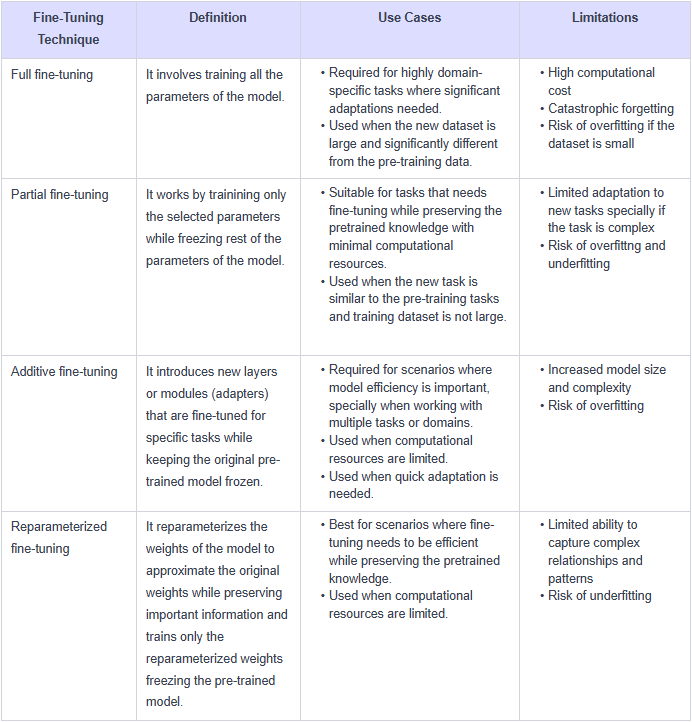 Fine-Tuning
Technique
Definition
Use Cases
Limitations
Full fine-tuning
It involves training all the
parameters of the model.
• Required for highly domain-
specific tasks where significant
adaptations needed.
• Used when the new dataset is
large and significantly different
from the pre-training data.
• High computational
cost
• Catastrophic forgetting
• Risk of overfitting if the
dataset is small
Partial fine-tuning
It works by trainining only
the selected parameters
while freezing rest of the
parameters of the model.
• Suitable for tasks that needs
fine-tuning while preserving the
pretrained knowledge with
minimal computational
resources.
• Used when the new task is
similar to the pre-training tasks
and training dataset is not large.
• Limited adaptation to
new tasks specially if
the task is complex
• Risk of overfittng and
underfitting
Additive fine-tuning
It introduces new layers
or modules (adapters)
that are fine-tuned for
specific tasks while
keeping the original pre-
trained model frozen.
• Required for scenarios where
model efficiency is important,
specially when working with
multiple tasks or domains.
• Used when computational
resources are limited.
• Used when quick adaptation is
needed.
• Increased model size
and complexity
• Risk of overfitting
Reparameterized
fine-tuning
It reparameterizes the
weights of the model to
approximate the original
weights while preserving
important information and
trains only the
reparameterized weights
freezing the pre-trained
model.
• Best for scenarios where fine-
tuning needs to be efficient
while preserving the pretrained
knowledge.
• Used when computational
resources are limited.
• Limited ability to
capture complex
relationships and
patterns
• Risk of underfitting